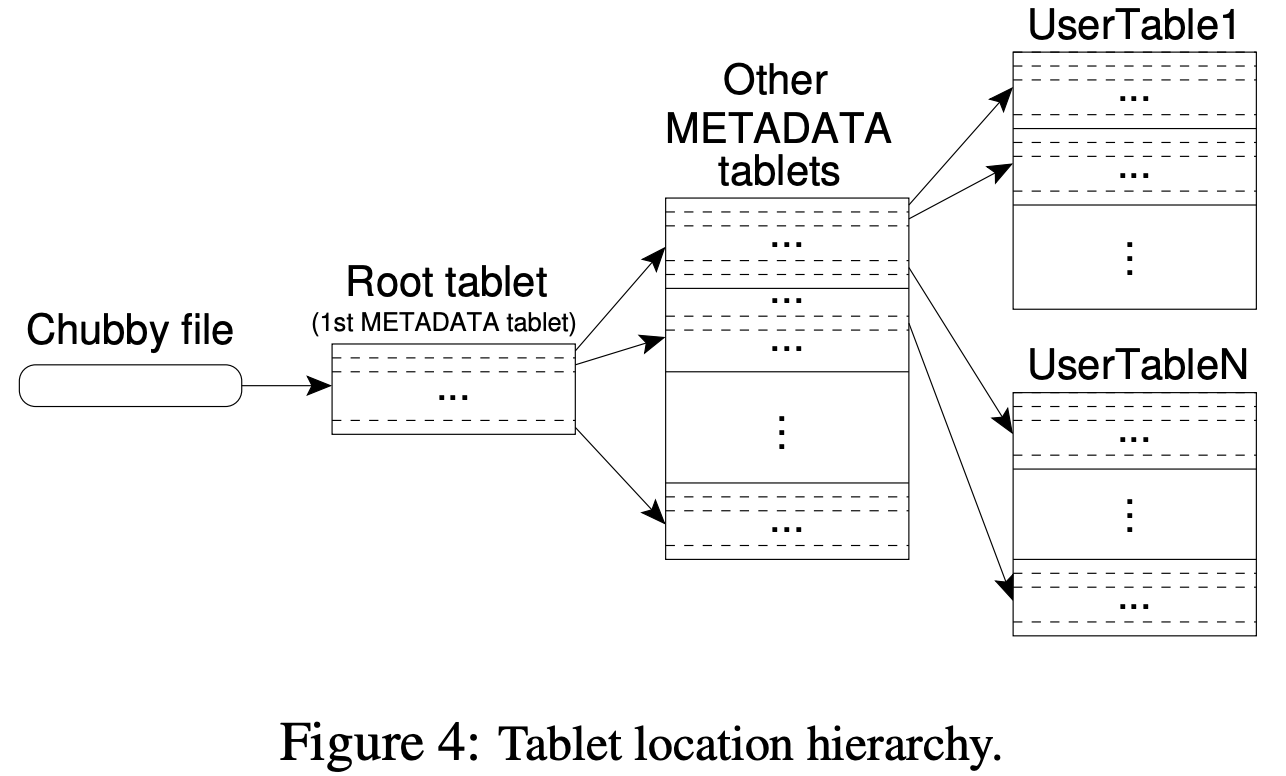 UserTable1
...
...
Other
METADATA
tablets
...
...
...
...
Root tablet
(1st METADATA tablet)
...
Chubby file
UserTableN
...
...
Figure 4: Tablet location hierarchy.